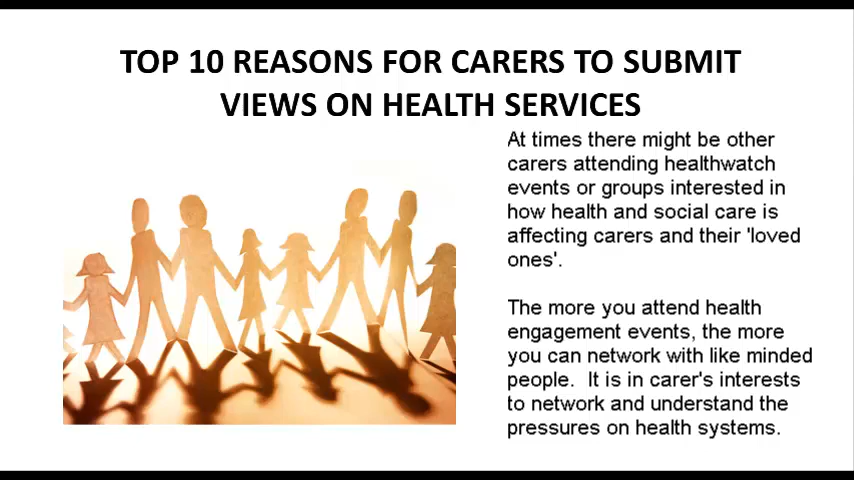 TOP 10 REASONS FOR CARERS TO SUBMIT
VIEWS ON HEALTH SERVICES
At times there might be other
carers attending healthwatch
events or groups interested in
how health and social care is
affecting carers and their 'loved
ones'.
The more you attend health
engagement events, the more
you can network with like minded
people.  It is in carer's interests
to network and understand the
pressures on health systems.